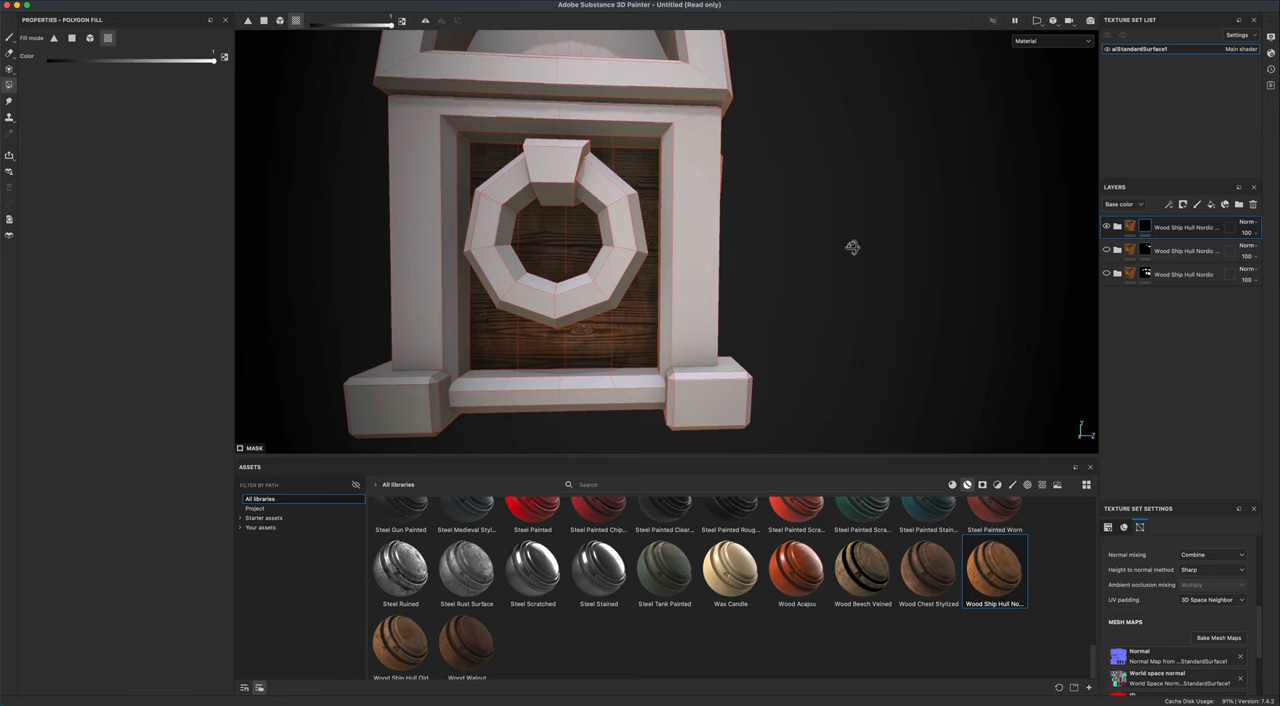 Adobe Substance 3D Painter - Untitled (Read only)
PROPERTIES - POLYGON FILL
Fill mode
Color
1
1
Material
MASK
Z
TEXTURE SET LIST
Settings
aiStandardSurface1 Main shader
LAYERS
Base color
Wood Ship Hull Nordic ... Norm
100
Wood Ship Hull Nordic ... Norm
100
Wood Ship Hull Nordic Norm
100
ASSETS
FILTER BY PATH
All libraries
Project
Starter assets
Your assets
All libraries
Search
Steel Gun Painted Steel Medieval Styl... Steel Painted Steel Painted Chip... Steel Painted Clear... Steel Painted Roug... Steel Painted Scra... Steel Painted Scra... Steel Painted Stain... Steel Painted Worn
Steel Ruined Steel Rust Surface Steel Scratched Steel Stained Steel Tank Painted Wax Candle Wood Acajou Wood Beech Veined Wood Chest Stylized Wood Ship Hull No...
Wood Ship Hull Old Wood Walnut
TEXTURE SET SETTINGS
Normal mixing Combine
Height to normal method Sharp
Ambient occlusion mixing Multiply
UV padding 3D Space Neighbor
MESH MAPS
Bake Mesh Maps
Normal
Normal Map from ...StandardSurface1
World space normal
World Space Norm...StandardSurface1
ID
Cache Disk Usage: 91% | Version: 7.4.2